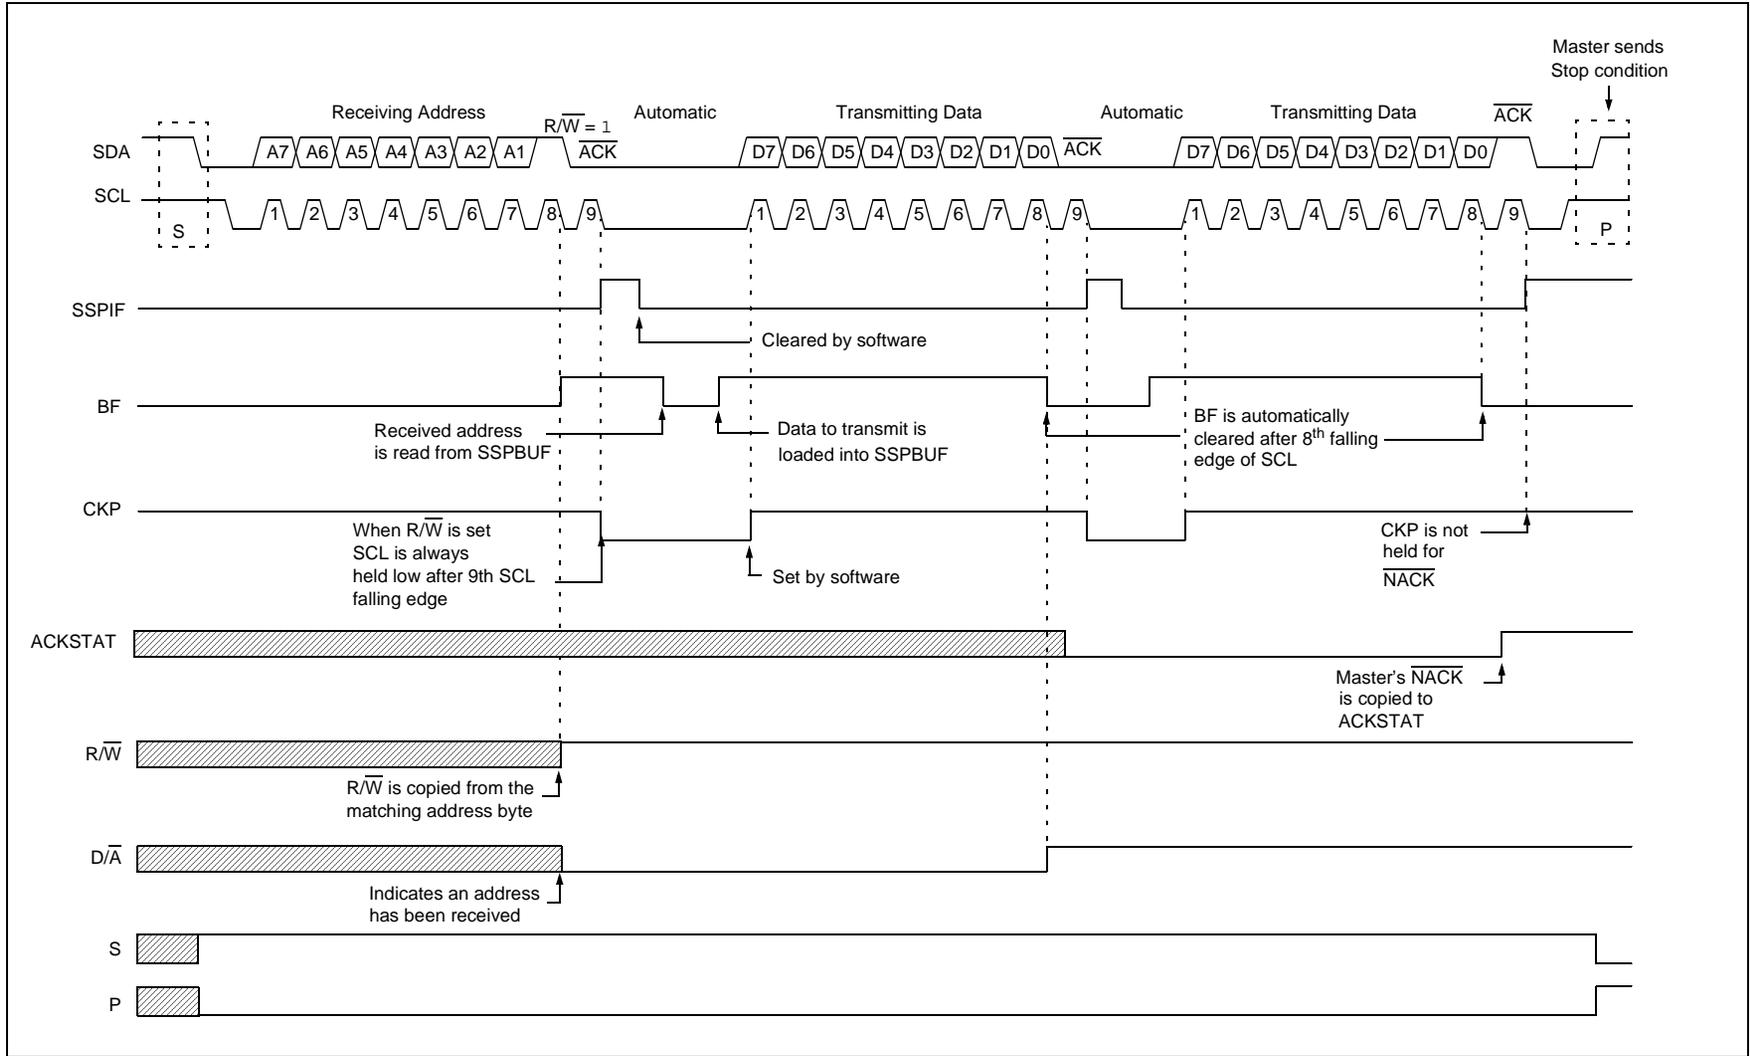 Master sends
Stop condition
Receiving Address
R/W̅ = 1
Automatic
Transmitting Data
Automatic
Transmitting Data
A̅C̅K̅
SDA
A7 A6 A5 A4 A3 A2 A1
A̅C̅K̅
D7 D6 D5 D4 D3 D2 D1 D0
A̅C̅K̅
D7 D6 D5 D4 D3 D2 D1 D0
SCL
1 2 3 4 5 6 7 8 9
1 2 3 4 5 6 7 8 9
1 2 3 4 5 6 7 8 9
S
P
SSPIF
Cleared by software
BF
Received address
is read from SSPBUF
Data to transmit is
loaded into SSPBUF
BF is automatically
cleared after 8th falling
edge of SCL
CKP
When R/W̅ is set
SCL is always
held low after 9th SCL
falling edge
Set by software
CKP is not
held for
N̅A̅C̅K̅
ACKSTAT
Master's N̅A̅C̅K̅
is copied to
ACKSTAT
R/W̅
R/W̅ is copied from the
matching address byte
D/A̅
Indicates an address
has been received
S
P